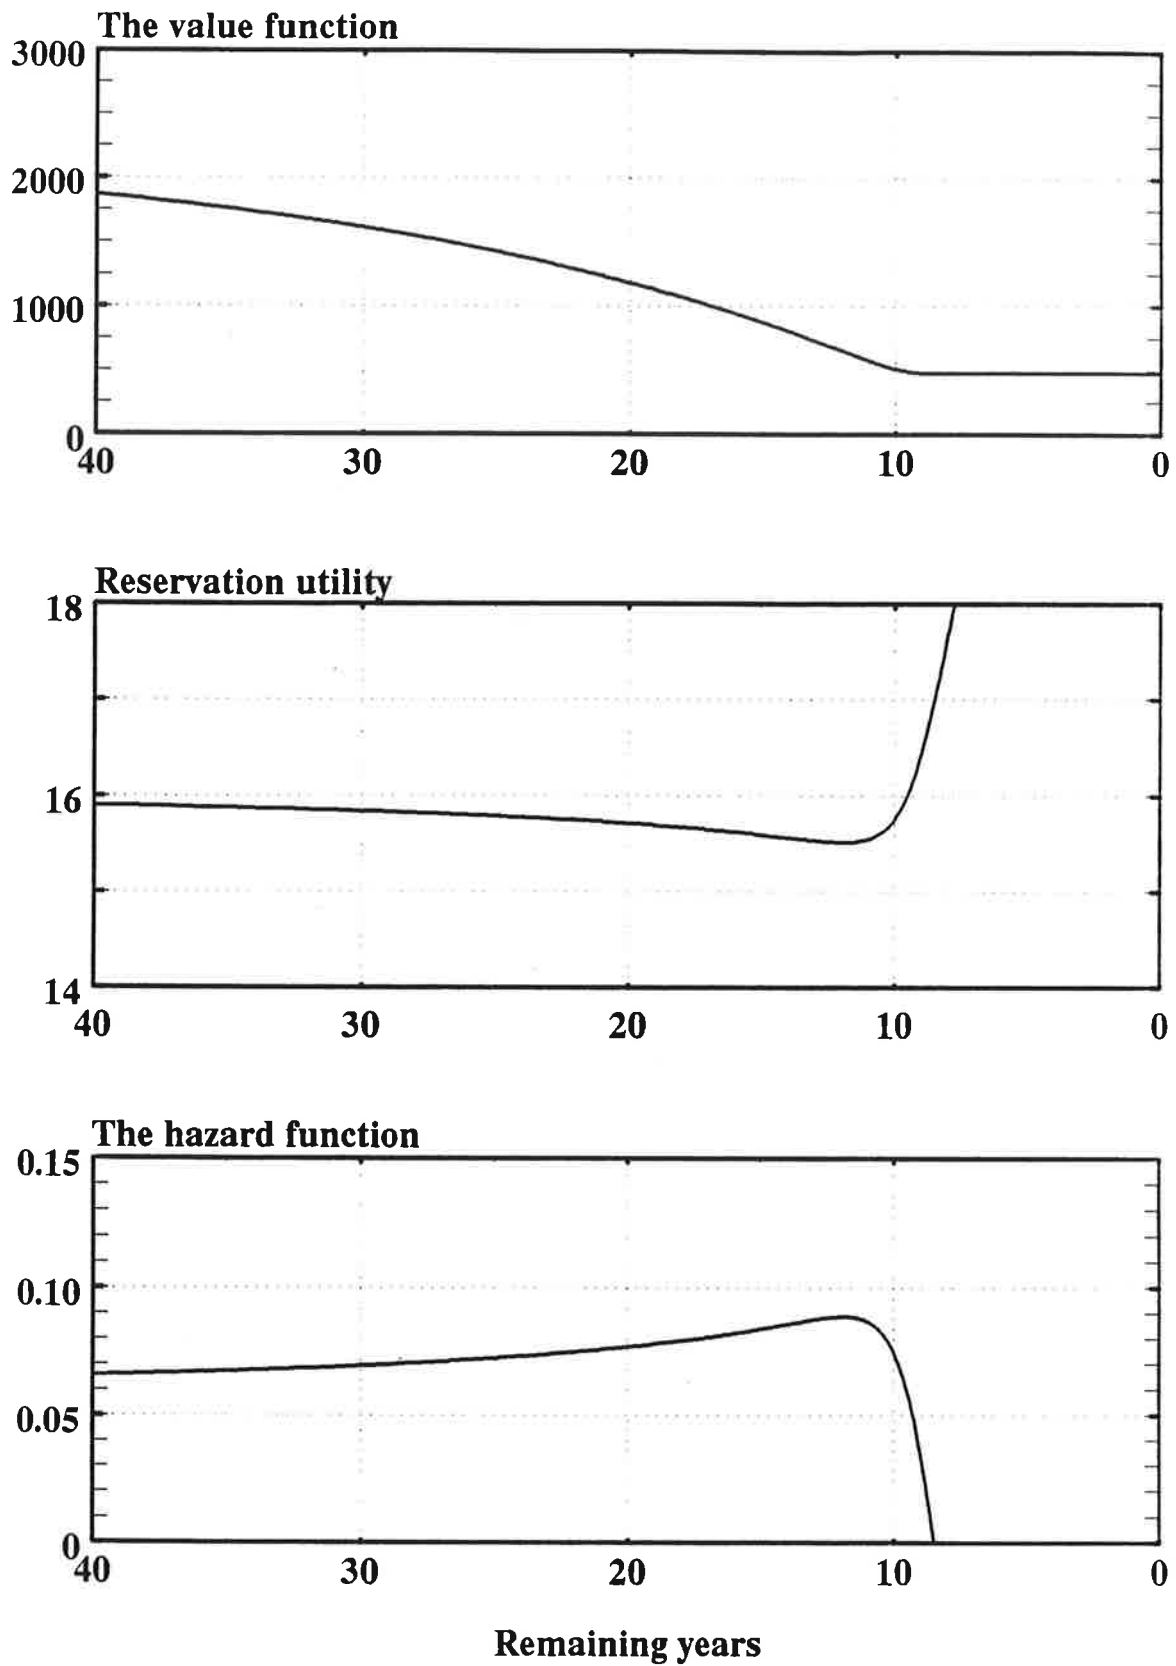 The value function
3000
2000
1000
0
40 30 20 10 0
Reservation utility
18
16
14
40 30 20 10 0
The hazard function
0.15
0.10
0.05
0
40 30 20 10 0
Remaining years